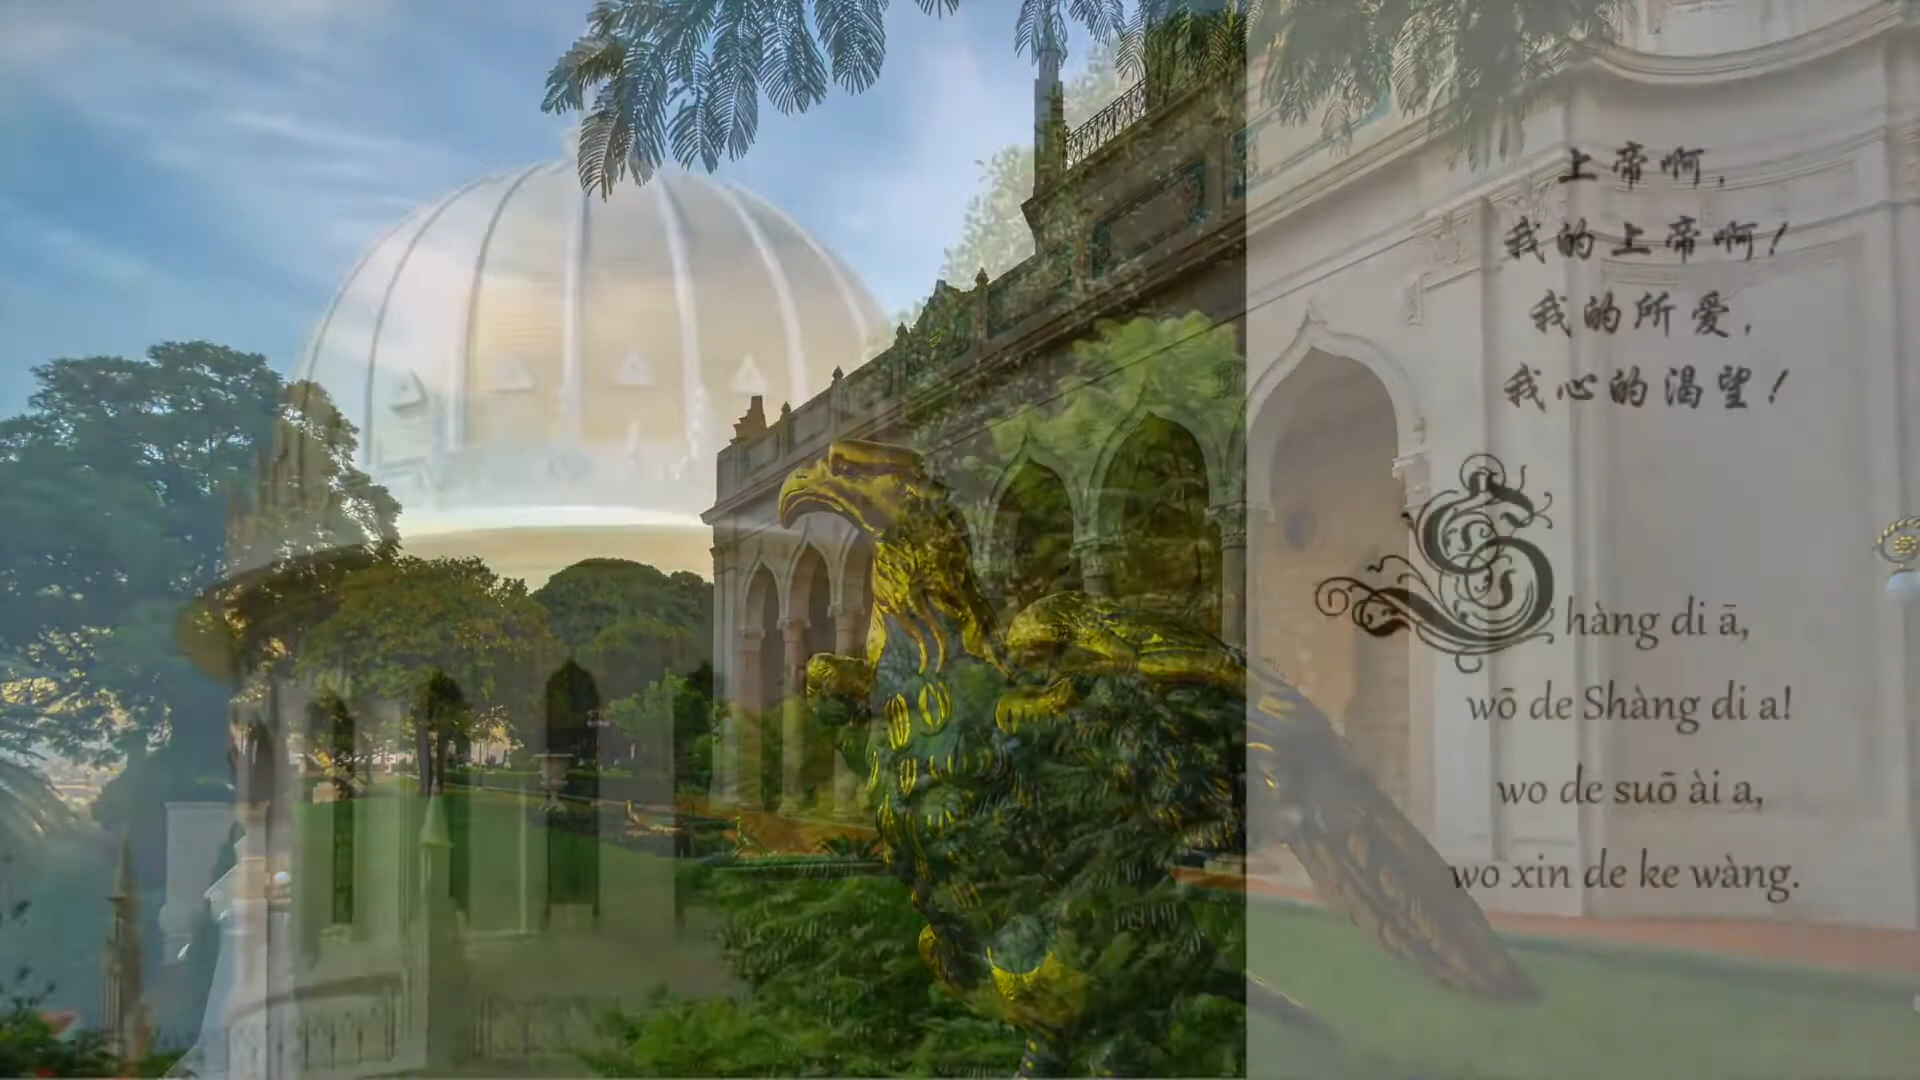 上帝啊，
我的上帝啊！
我的所爱，
我心的渴望！
Shàng di ā,
wō de Shàng di a!
wo de suō ài a,
wo xin de ke wàng.